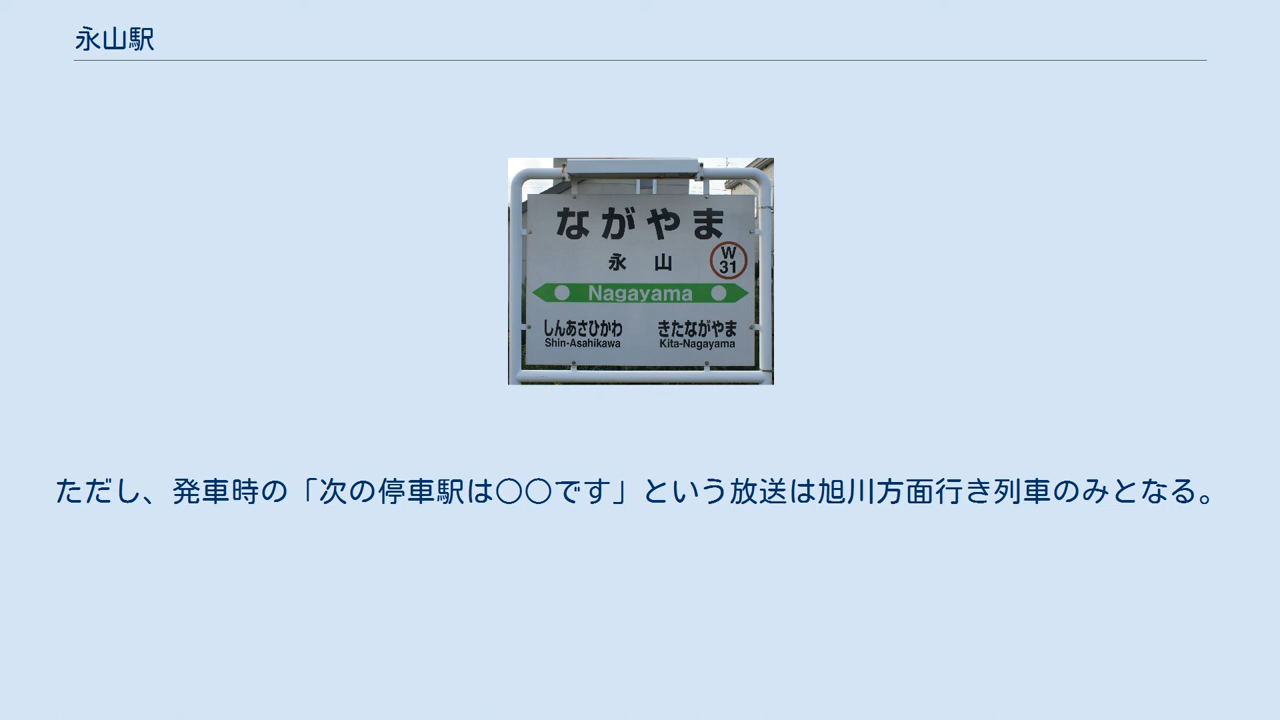 永山駅
ながやま
永山
W
31
Nagayama
しんあさひかわ きたながやま
Shin-Asahikawa Kita-Nagayama
ただし、発車時の「次の停車駅は〇〇です」という放送は旭川方面行き列車のみとなる。